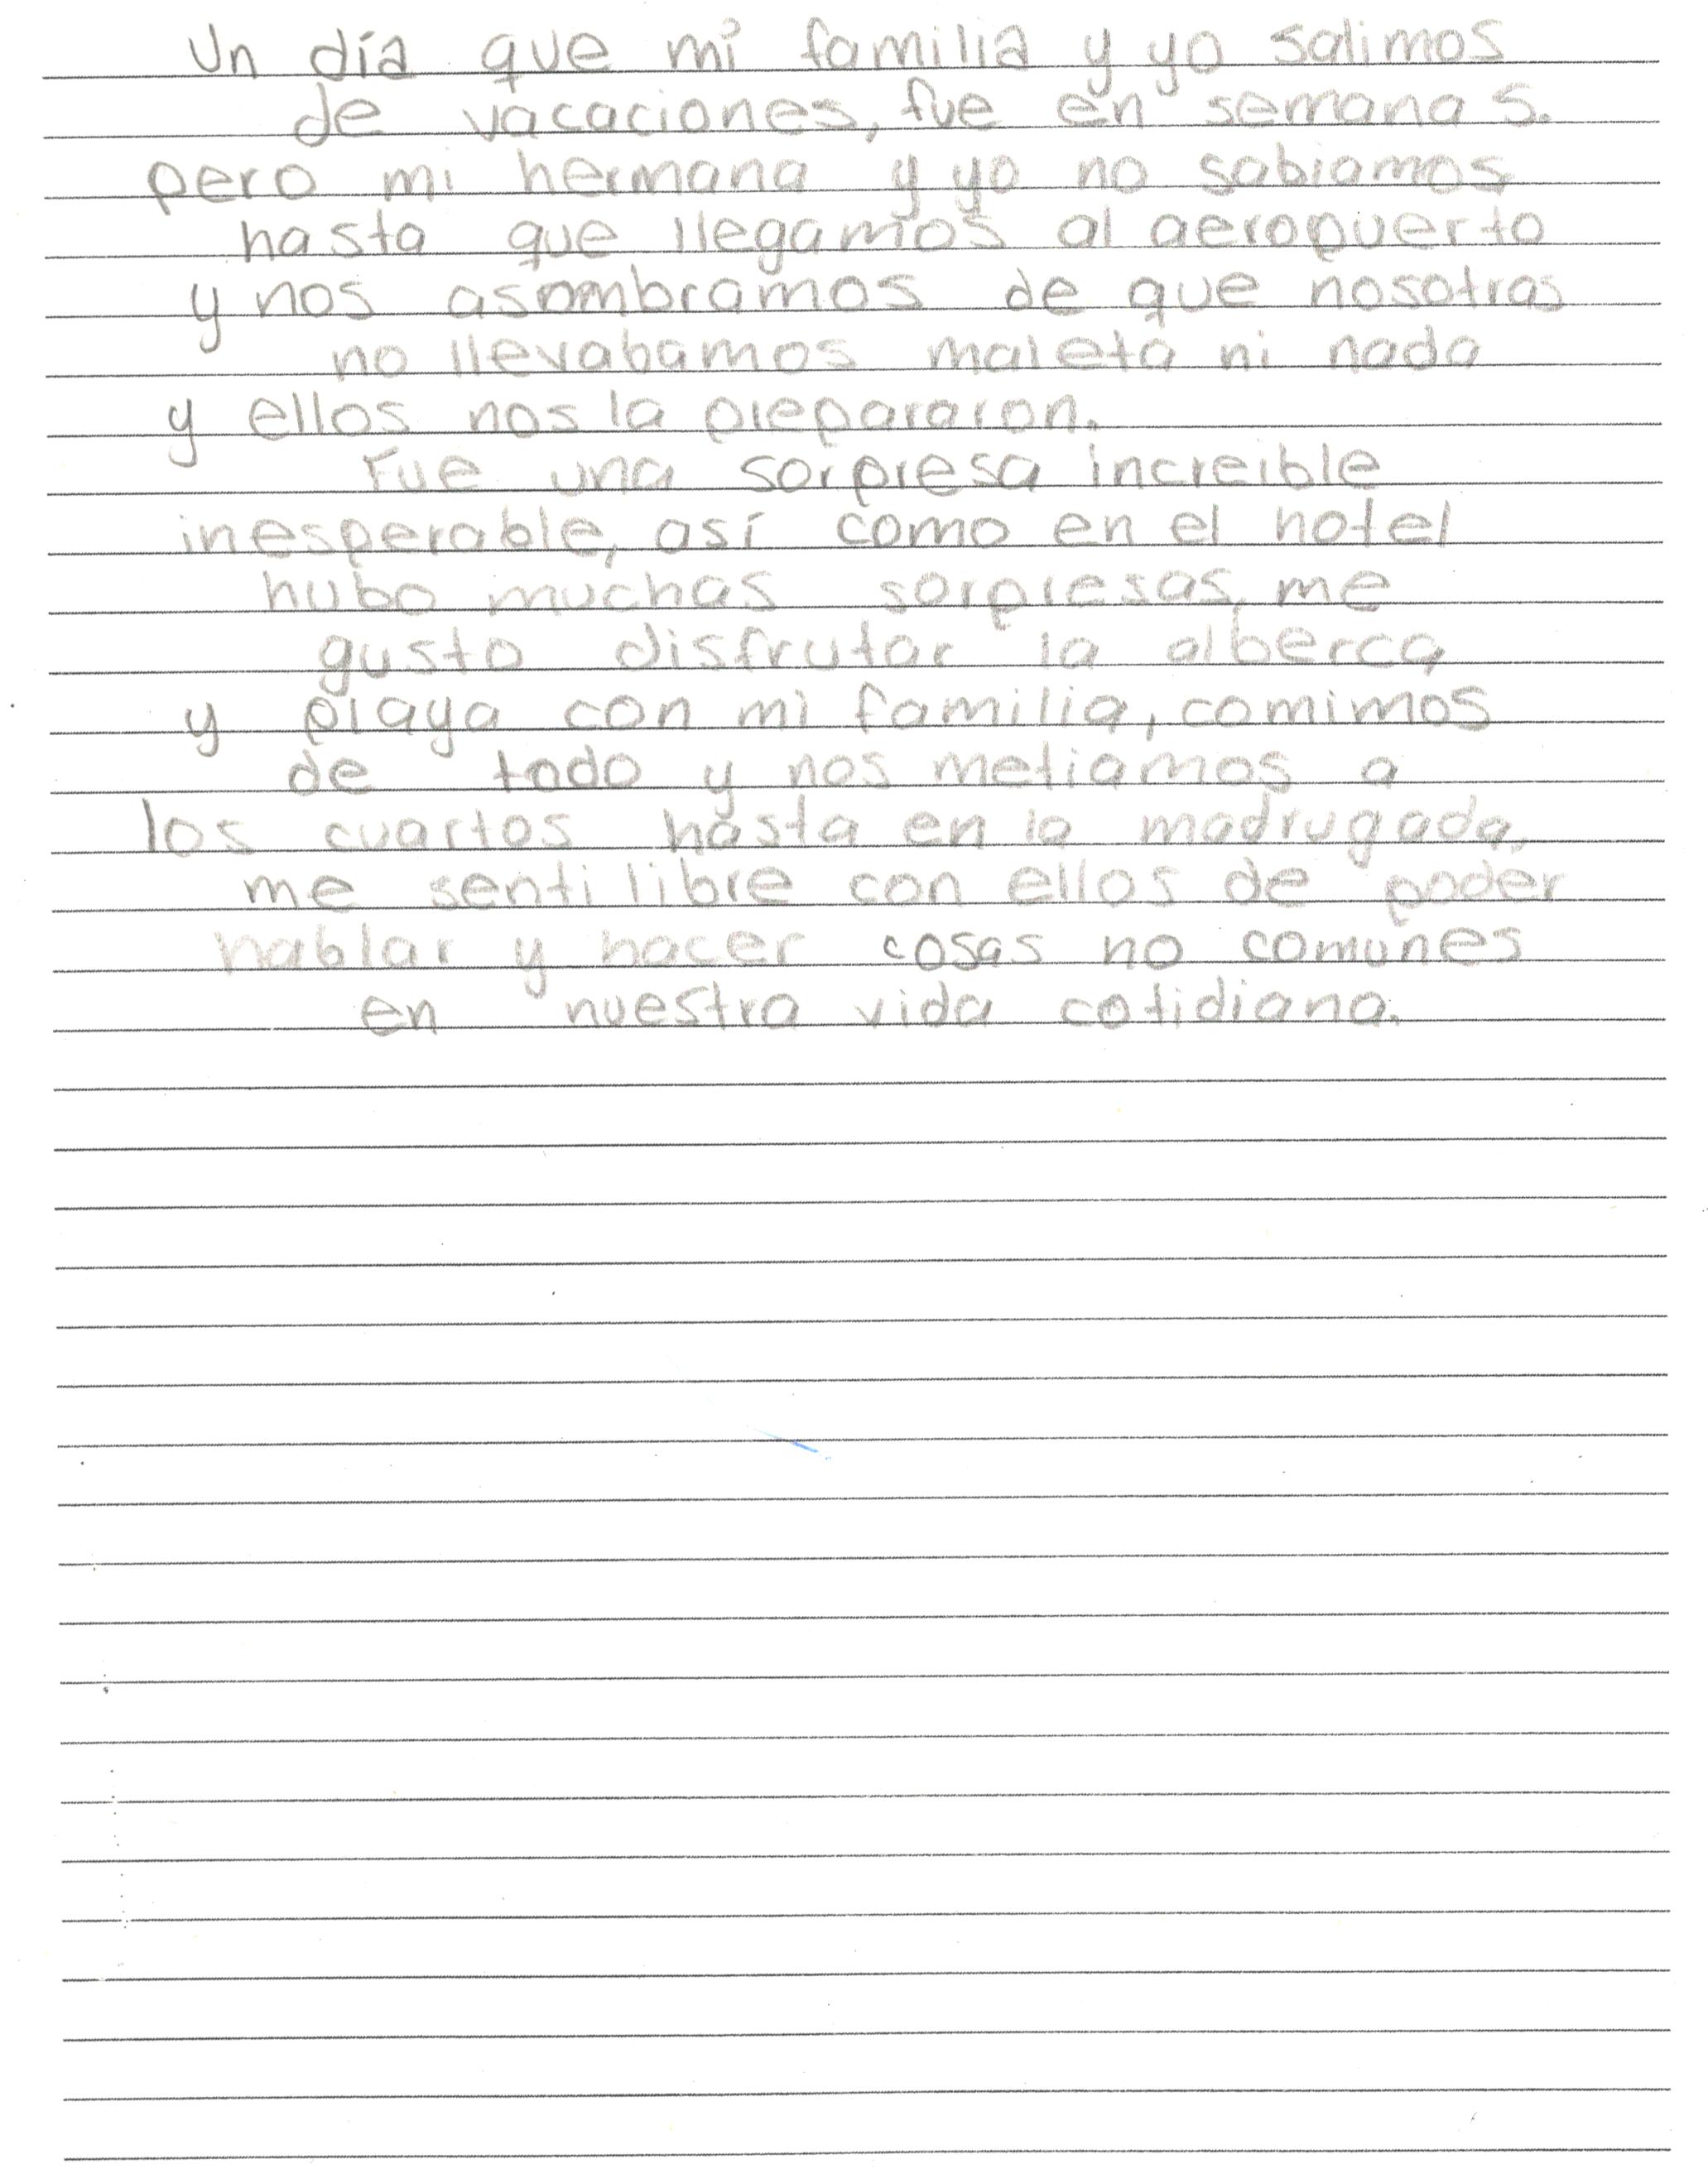 Un día que mi familia y yo salimos
de vacaciones, fue en semana S.
pero mi hermana y yo no sabiamos
hasta que llegamos al aeropuerto
y nos asombramos de que nosotras
no llevabamos maleta ni nada
y ellos nos la prepararon.
Fue una sorpresa increible
inesperable, así como en el hotel
hubo muchas sorpresas, me
gusto disfrutar la alberca
y playa con mi familia, comimos
de todo y nos metiamos a
los cuartos hasta en la madrugada,
me senti libre con ellos de poder
hablar y hacer cosas no comunes
en nuestra vida cotidiana.